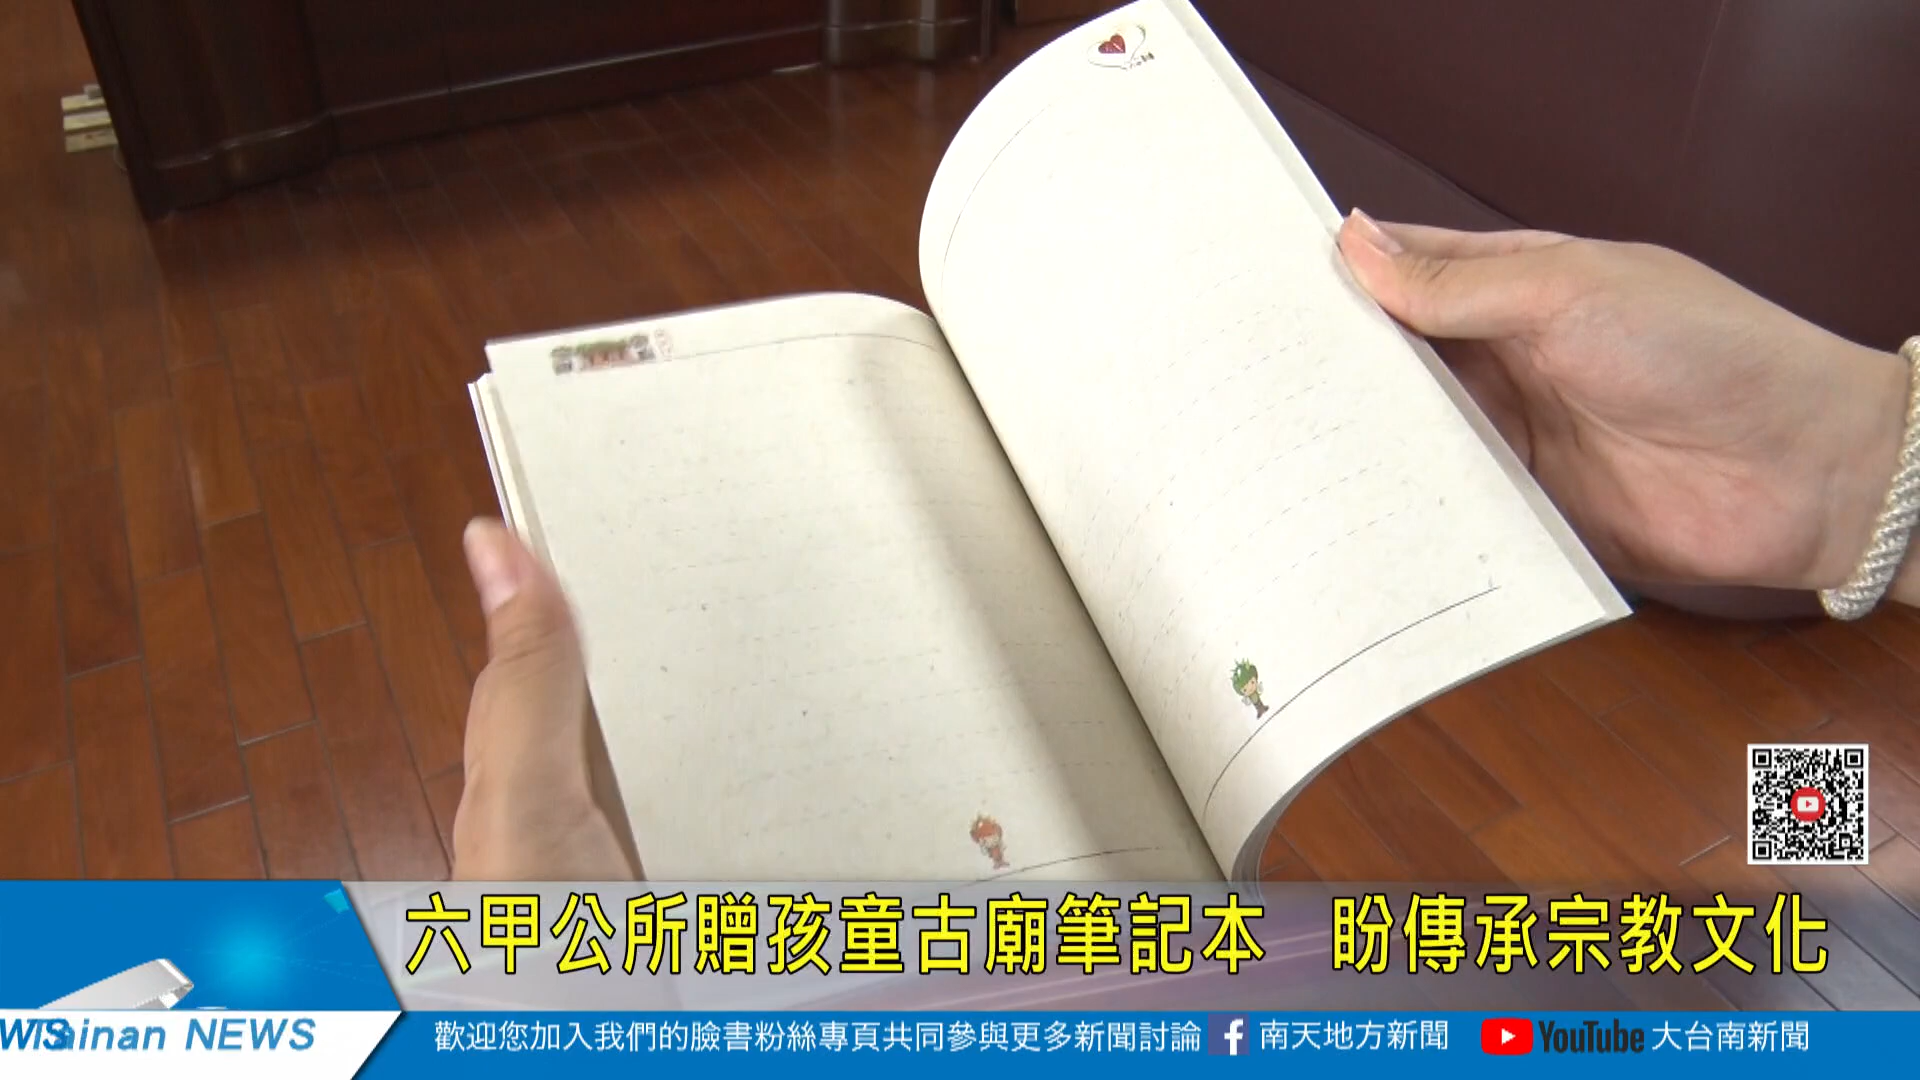 六甲公所贈孩童古廟筆記本 盼傳承宗教文化
WS Tainan NEWS
歡迎您加入我們的臉書粉絲專頁共同參與更多新聞討論 f 南天地方新聞 YouTube 大台南新聞